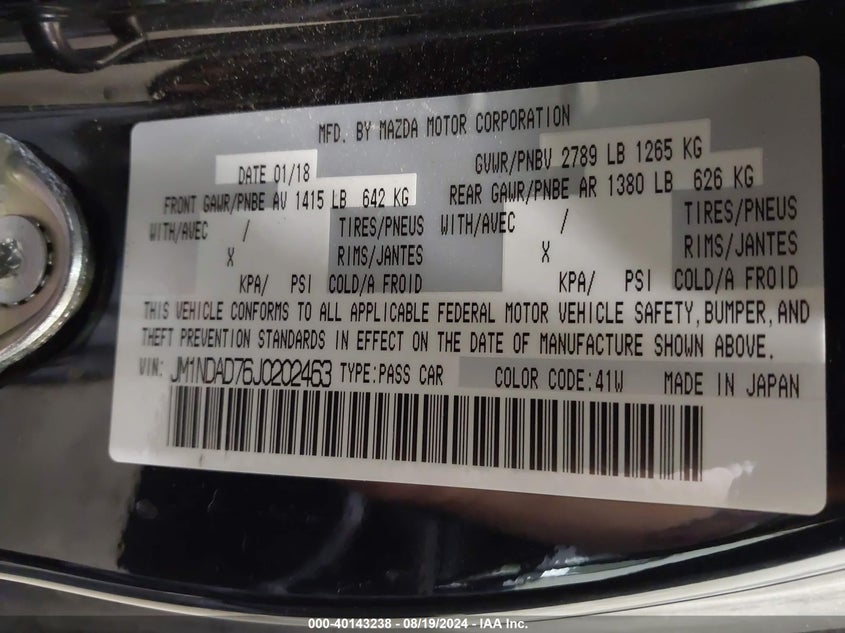 MFD. BY MAZDA MOTOR CORPORATION
DATE 01/18 GVWR/PNBV 2789 LB 1265 KG
FRONT GAWR/PNBE AV 1415 LB 642 KG REAR GAWR/PNBE AR 1380 LB 626 KG
WITH/AVEC / TIRES/PNEUS WITH/AVEC / TIRES/PNEUS
X RIMS/JANTES X RIMS/JANTES
KPA/ PSI COLD/A FROID KPA/ PSI COLD/A FROID
THIS VEHICLE CONFORMS TO ALL APPLICABLE FEDERAL MOTOR VEHICLE SAFETY, BUMPER, AND
THEFT PREVENTION STANDARDS IN EFFECT ON THE DATE OF MANUFACTURE SHOWN ABOVE.
VIN: JM1NDAD76J0202463 TYPE:PASS CAR COLOR CODE:41W MADE IN JAPAN
000-40143238 - 08/19/2024 - IAA Inc.